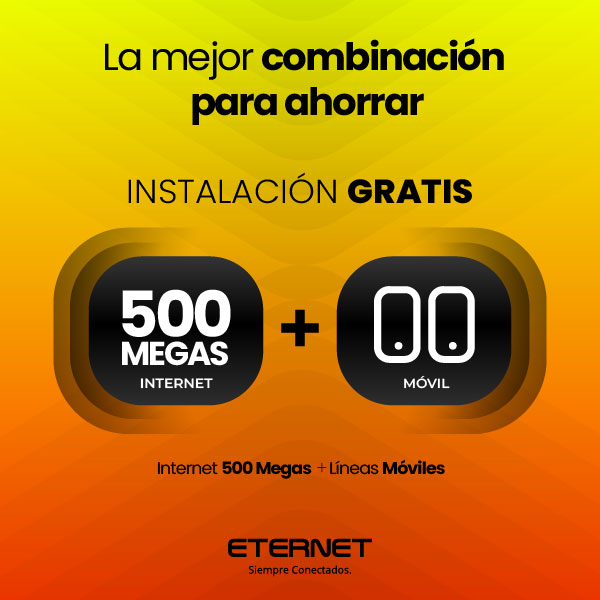 La mejor combinación
para ahorrar
INSTALACIÓN GRATIS
500
MEGAS
INTERNET
+
MÓVIL
Internet 500 Megas + Líneas Móviles
ETERNET
Siempre Conectados.